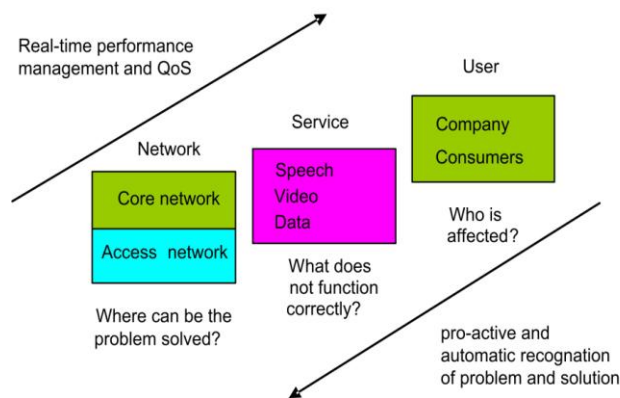 Real-time performance
management and QoS
User
Company
Consumers
Service
Speech
Video
Data
Network
Core network
Access network
Who is
affected?
What does
not function
correctly?
Where can be the
problem solved?
pro-active and
automatic recognation
of problem and solution